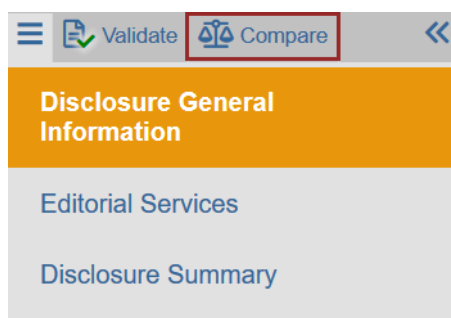 Validate Compare
Disclosure General
Information
Editorial Services
Disclosure Summary